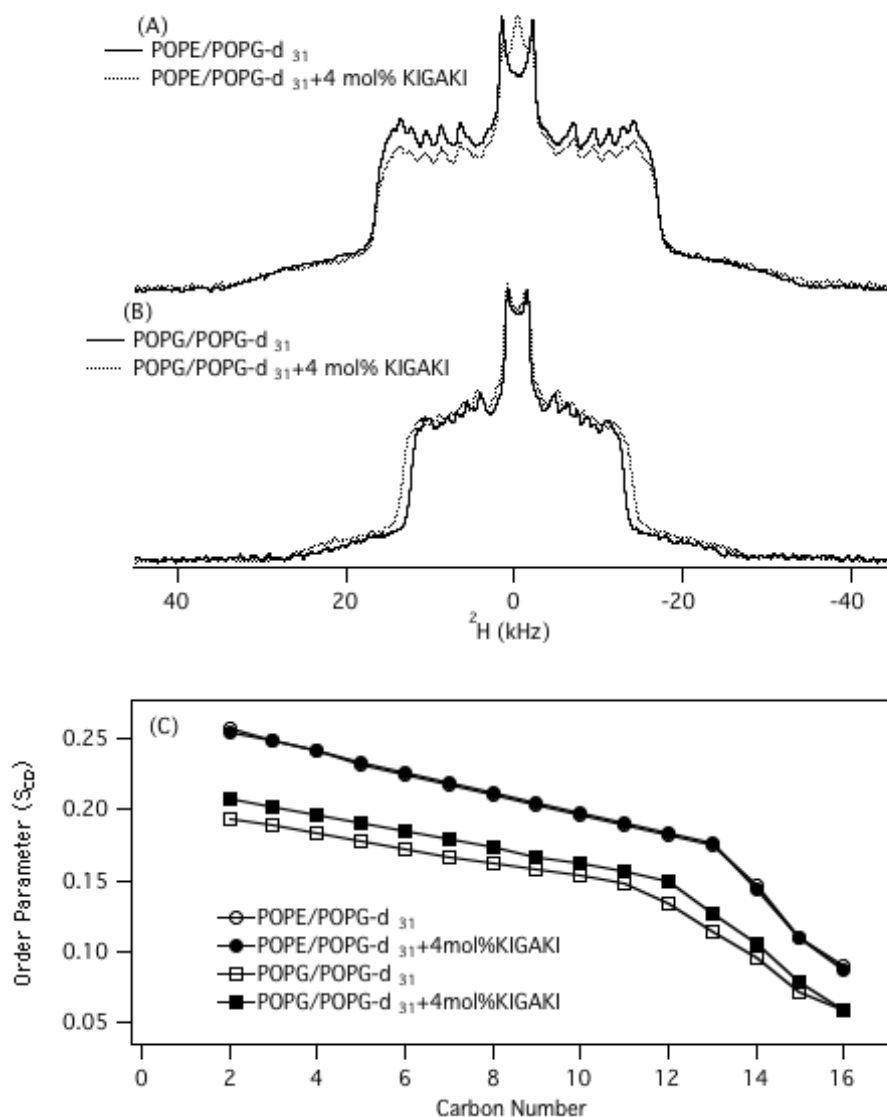 (A)
POPE/POPG-d 31
POPE/POPG-d 31+4 mol% KIGAKI
(B)
POPG/POPG-d 31
POPG/POPG-d 31+4 mol% KIGAKI
40 20 0 -20 -40
2H (kHz)
(C)
Order Parameter (SCD)
0.25
0.20
0.15
0.10
0.05
POPE/POPG-d 31
POPE/POPG-d 31+4mol%KIGAKI
POPG/POPG-d 31
POPG/POPG-d 31+4mol%KIGAKI
0 2 4 6 8 10 12 14 16
Carbon Number